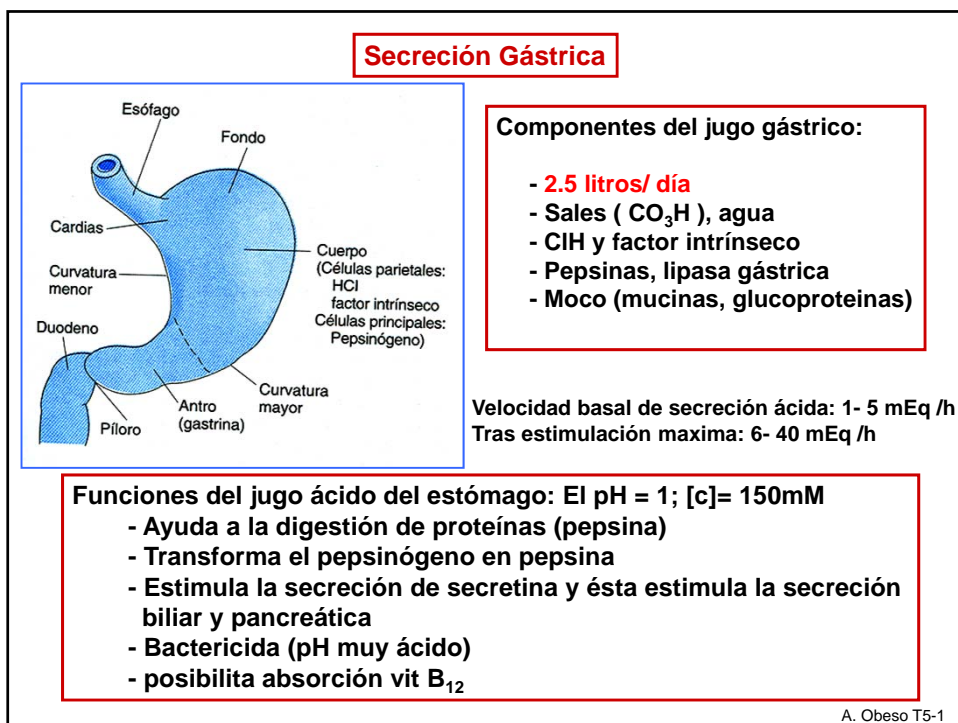 Secreción Gástrica
Esófago
Fondo
Cardias
Curvatura
menor
Duodeno
Píloro
Antro
(gastrina)
Curvatura
mayor
Cuerpo
(Células parietales:
HCl
factor intrínseco
Células principales:
Pepsinógeno)
Componentes del jugo gástrico:
- 2.5 litros/ día
- Sales ( CO₃H ), agua
- ClH y factor intrínseco
- Pepsinas, lipasa gástrica
- Moco (mucinas, glucoproteinas)
Velocidad basal de secreción ácida: 1- 5 mEq /h
Tras estimulación maxima: 6- 40 mEq /h
Funciones del jugo ácido del estómago: El pH = 1; [c]= 150mM
- Ayuda a la digestión de proteínas (pepsina)
- Transforma el pepsinógeno en pepsina
- Estimula la secreción de secretina y ésta estimula la secreción
biliar y pancreática
- Bactericida (pH muy ácido)
- posibilita absorción vit B₁₂
A. Obeso T5-1